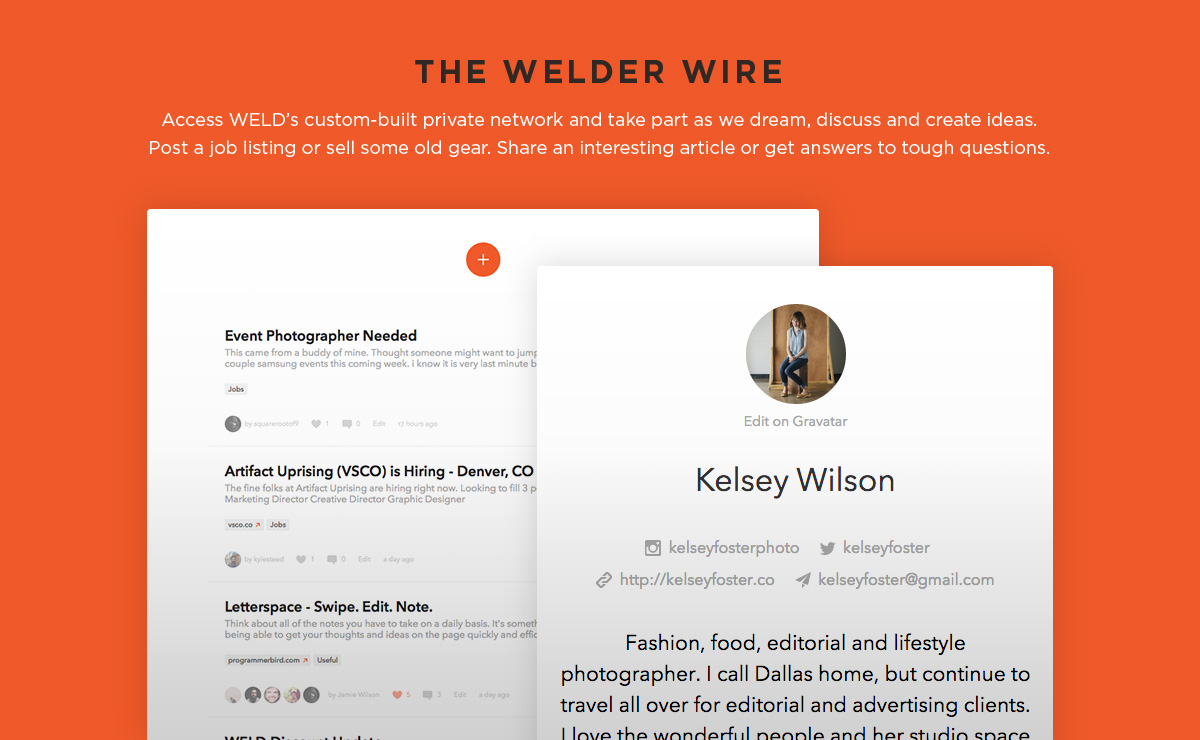 THE WELDER WIRE
Access WELD's custom-built private network and take part as we dream, discuss and create ideas.
Post a job listing or sell some old gear. Share an interesting article or get answers to tough questions.
+
Event Photographer Needed
This came from a buddy of mine. Thought someone might want to jump
couple samsung events this coming week. i know it is very last minute b
Jobs
by squarerootof9 1 0 Edit 17 hours ago
Artifact Uprising (VSCO) is Hiring - Denver, CO
The fine folks at Artifact Uprising are hiring right now. Looking to fill 3 p
Marketing Director Creative Director Graphic Designer
vsco.co Jobs
by kylesteed 1 0 Edit a day ago
Letterspace - Swipe. Edit. Note.
Think about all of the notes you have to take on a daily basis. It's someth
being able to get your thoughts and ideas on the page quickly and effic
programmerbird.com Useful
by Jamie Wilson 5 3 Edit a day ago
WELD Discount Update
Edit on Gravatar
Kelsey Wilson
kelseyfosterphoto kelseyfoster
http://kelseyfoster.co kelseyfoster@gmail.com
Fashion, food, editorial and lifestyle
photographer. I call Dallas home, but continue to
travel all over for editorial and advertising clients.
I love the wonderful people and her studio space